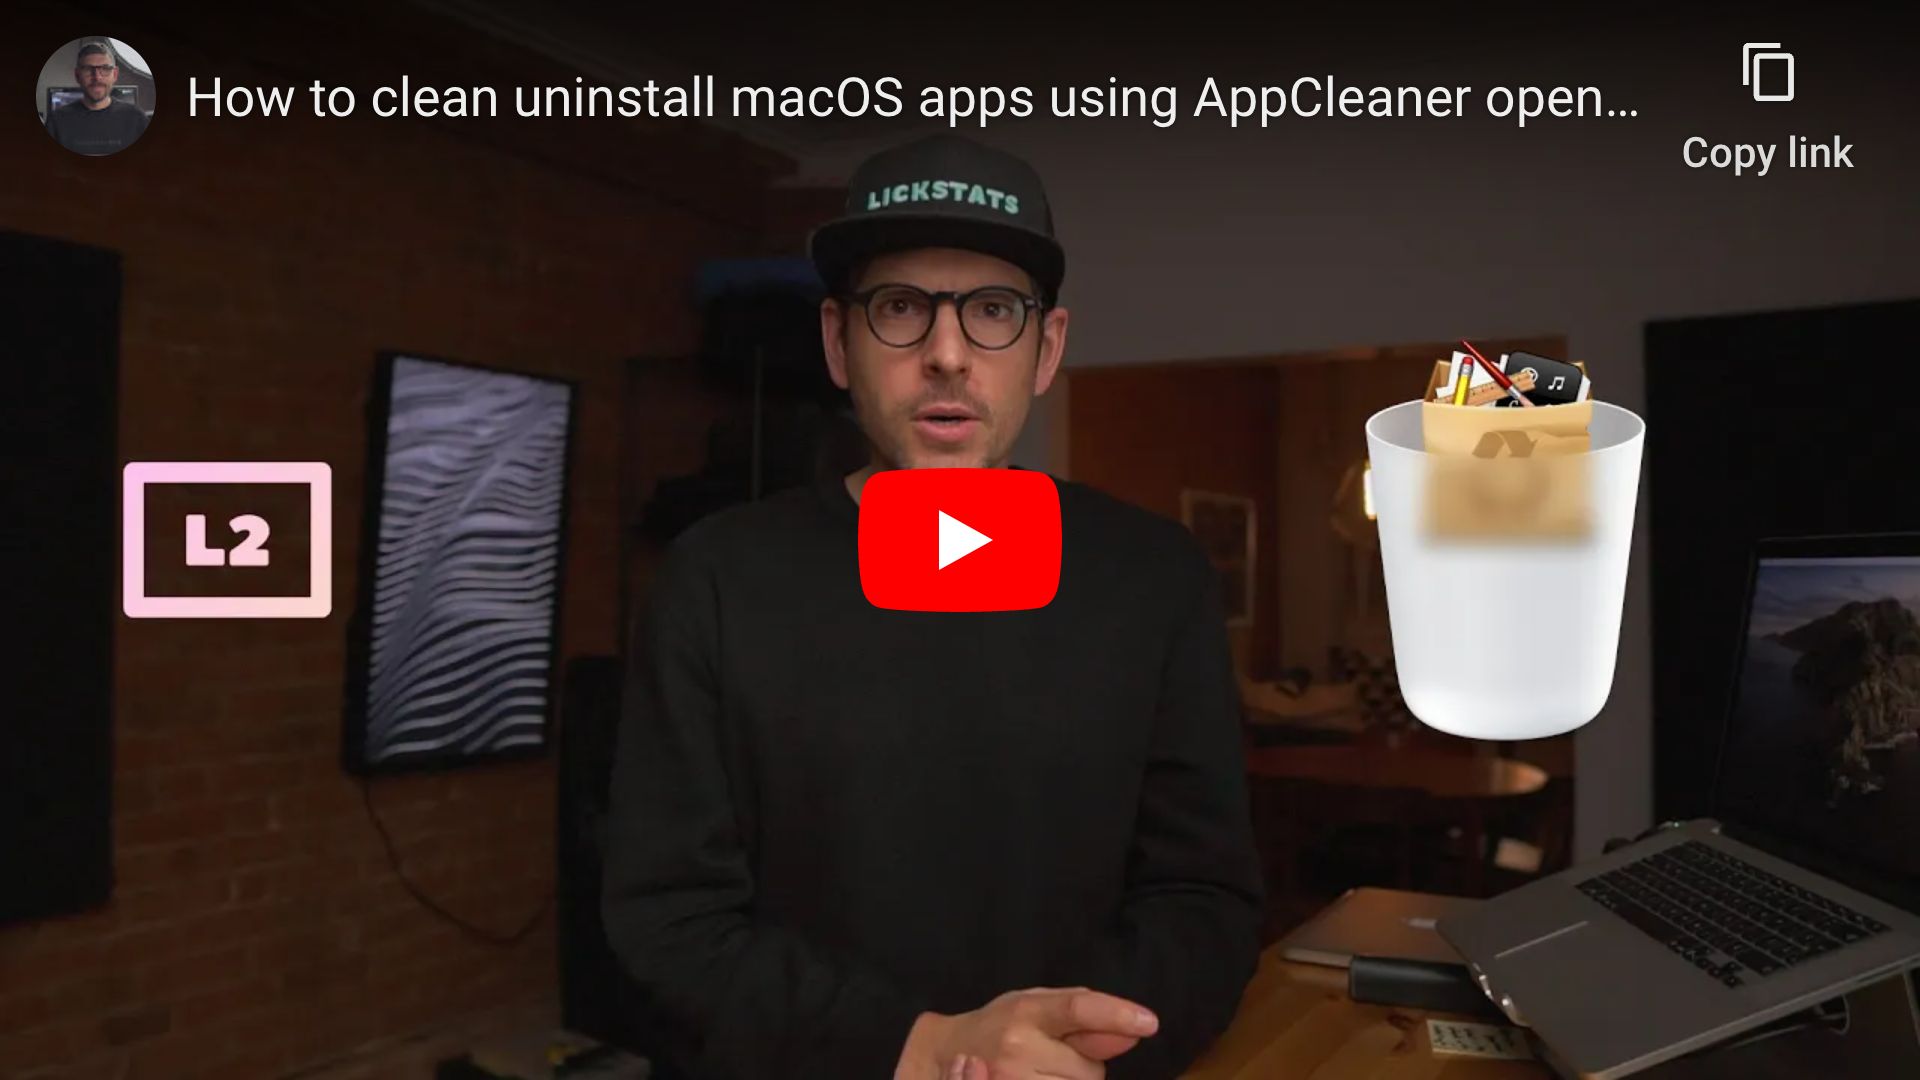 How to clean uninstall macOS apps using AppCleaner open…
Copy link
LICKSTATS
L2